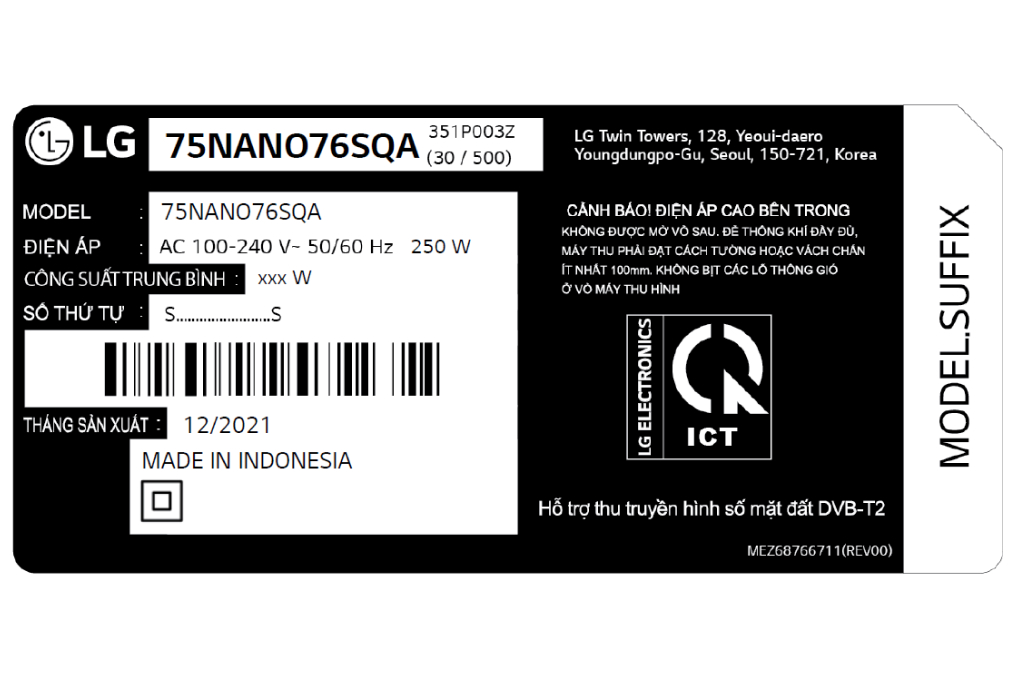 LG
75NANO76SQA
351P003Z
(30 / 500)
LG Twin Towers, 128, Yeoui-daero
Youngdungpo-Gu, Seoul, 150-721, Korea
MODEL : 75NANO76SQA
ĐIỆN ÁP : AC 100-240 V~ 50/60 Hz 250 W
CÔNG SUẤT TRUNG BÌNH : xxx W
SỐ THỨ TỰ : S........................S
THÁNG SẢN XUẤT : 12/2021
MADE IN INDONESIA
CẢNH BÁO! ĐIỆN ÁP CAO BÊN TRONG
KHÔNG ĐƯỢC MỞ VỎ SAU. ĐỂ THÔNG KHÍ ĐẦY ĐỦ,
MÁY THU PHẢI ĐẠT CÁCH TƯỜNG HOẶC VÁCH CHẮN
ÍT NHẤT 100mm. KHÔNG BỊT CÁC LỖ THÔNG GIÓ
Ở VỎ MÁY THU HÌNH
LG ELECTRONICS
ICT
Hỗ trợ thu truyền hình số mặt đất DVB-T2
MEZ68766711(REV00)
MODEL.SUFFIX